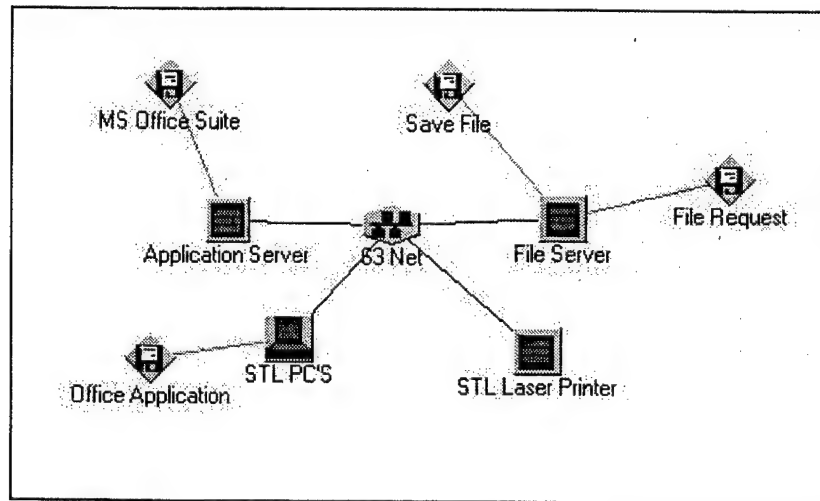 MS Office Suite
Save File
File Request
Application Server
63 Net
File Server
STL PC'S
STL Laser Printer
Office Application